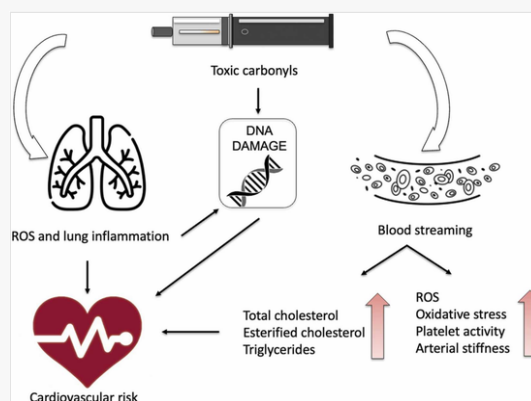 Toxic carbonyls
DNA
DAMAGE
ROS and lung inflammation
Blood streaming
Total cholesterol
Esterified cholesterol
Triglycerides
ROS
Oxidative stress
Platelet activity
Arterial stiffness
Cardiovascular risk